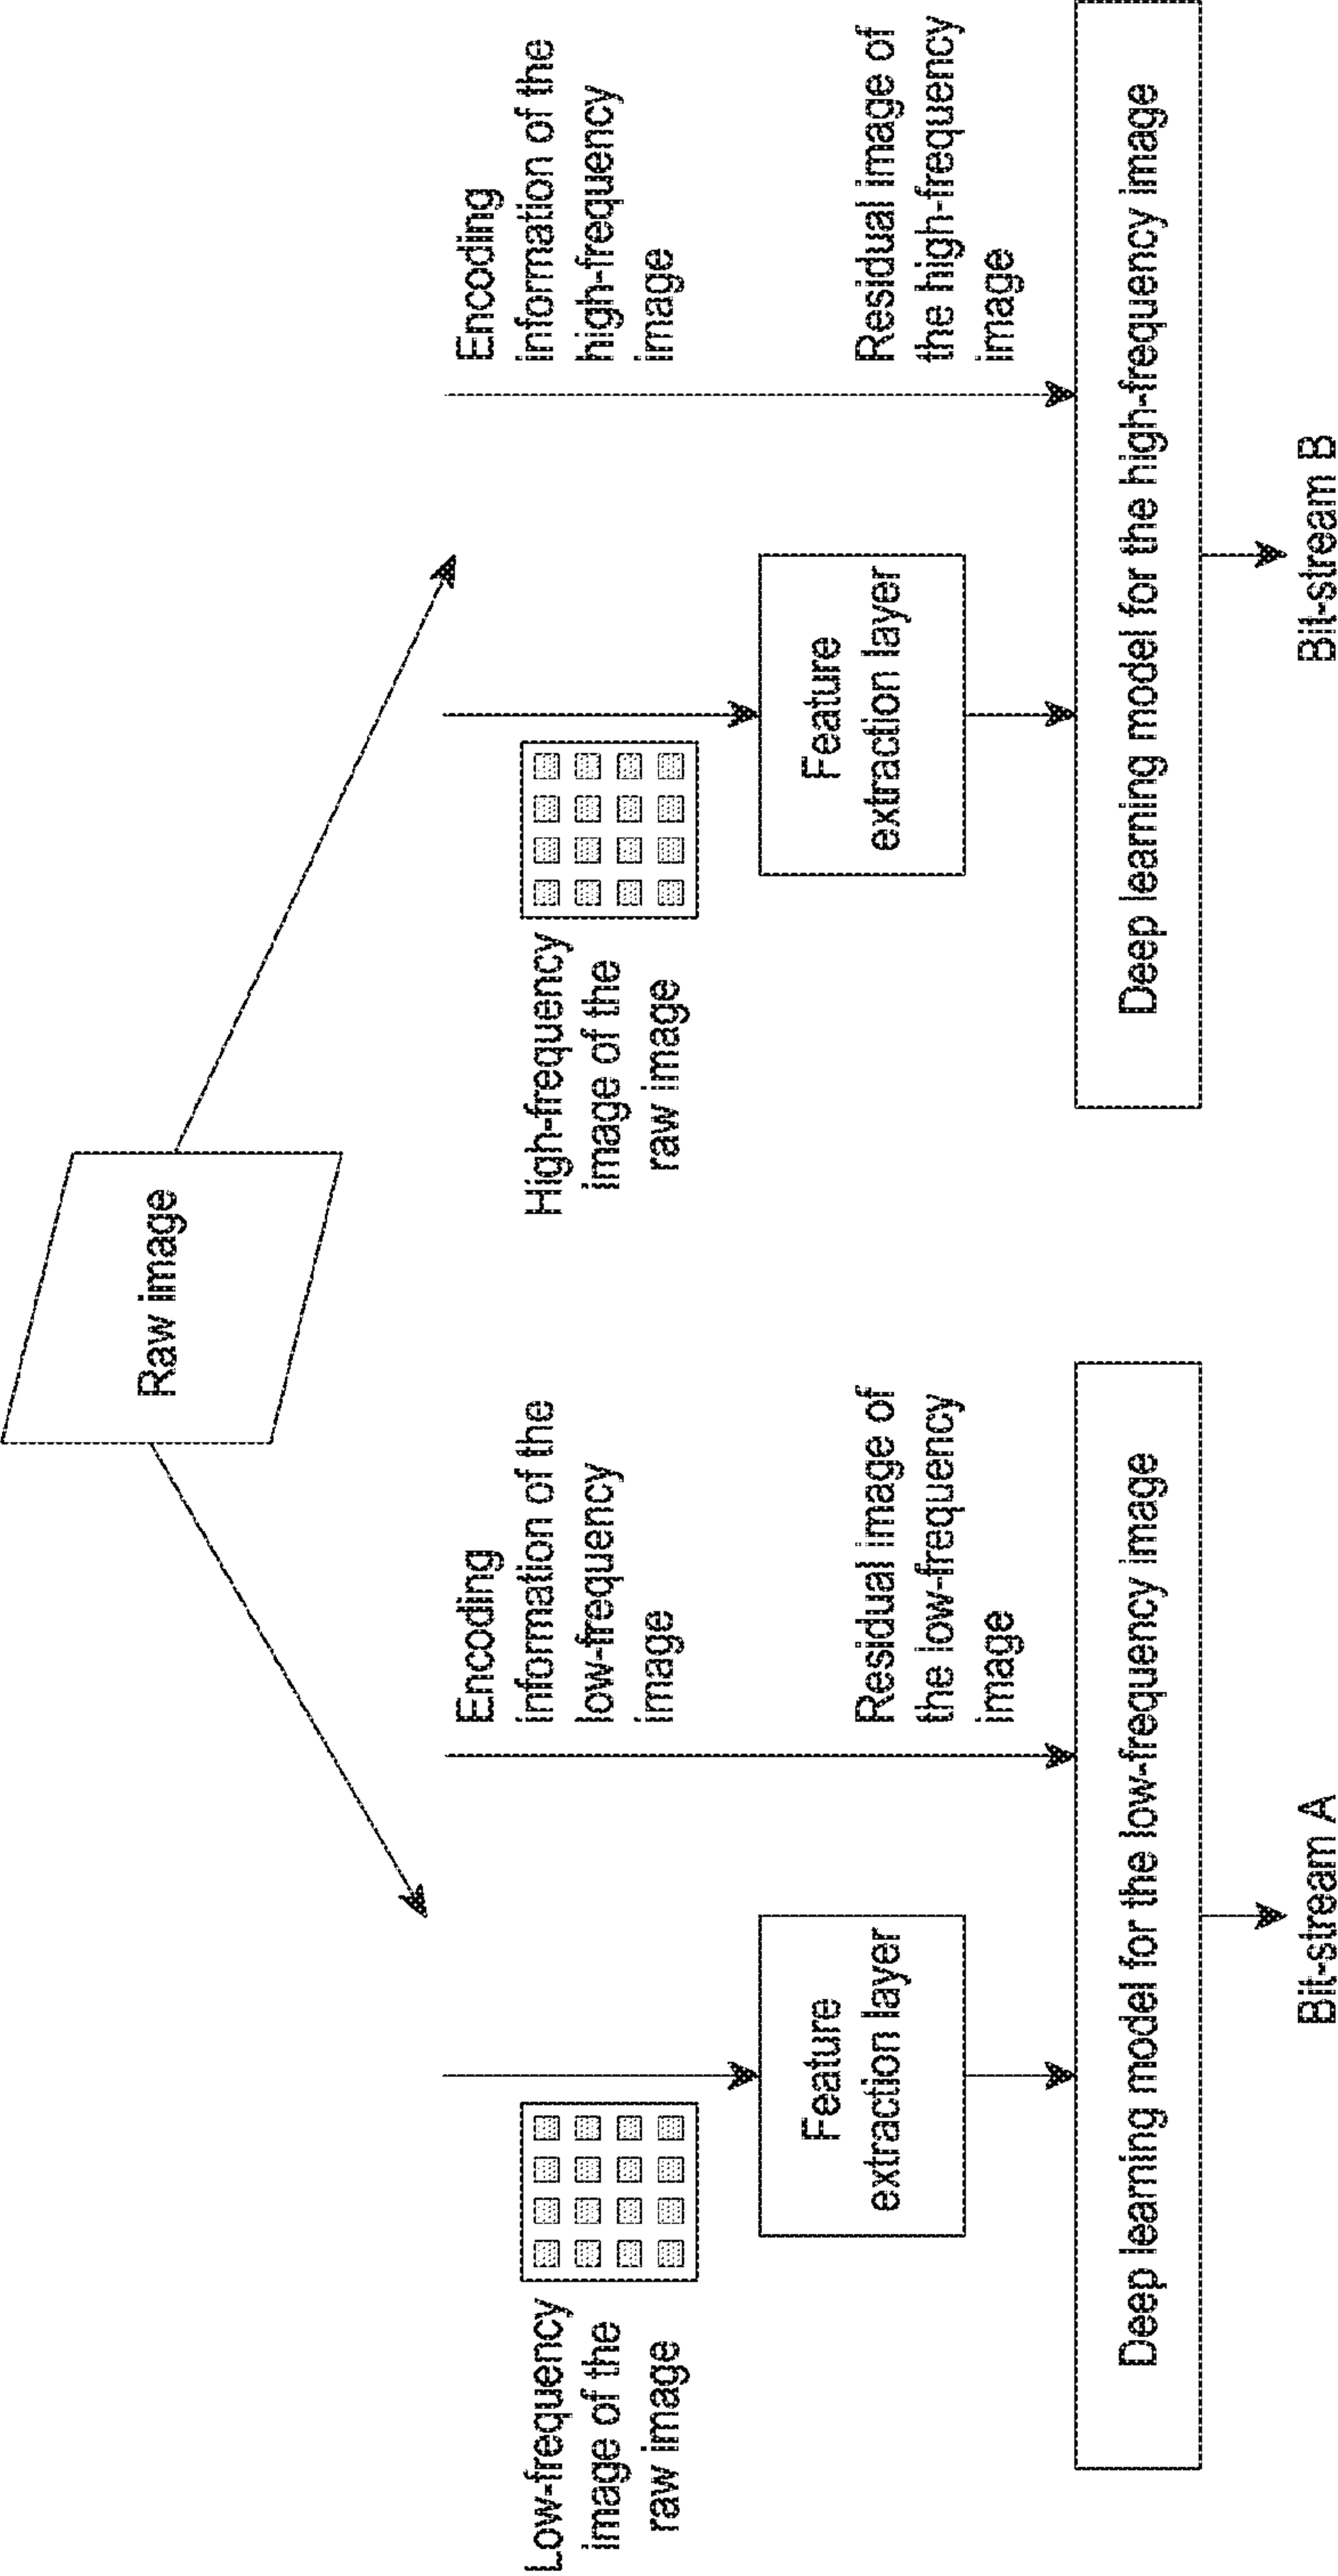 Raw image
Low-frequency
image of the
raw image
Encoding
information of the
low-frequency
image
Feature
extraction layer
Residual image of
the low-frequency
image
Deep learning model for the low-frequency image
Bit-stream A
High-frequency
image of the
raw image
Encoding
information of the
high-frequency
image
Feature
extraction layer
Residual image of
the high-frequency
image
Deep learning model for the high-frequency image
Bit-stream B